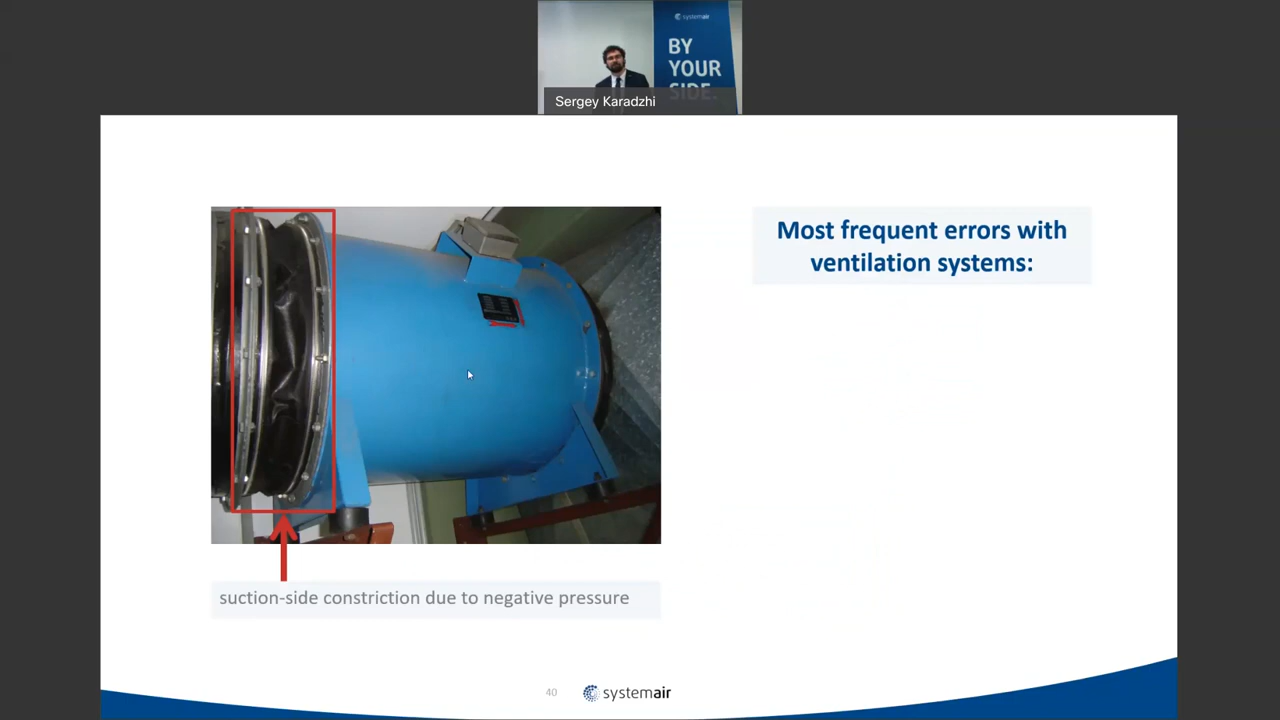 systemair
BY
YOUR
SIDE.
Sergey Karadzhi
Most frequent errors with
ventilation systems:
suction-side constriction due to negative pressure
40
systemair